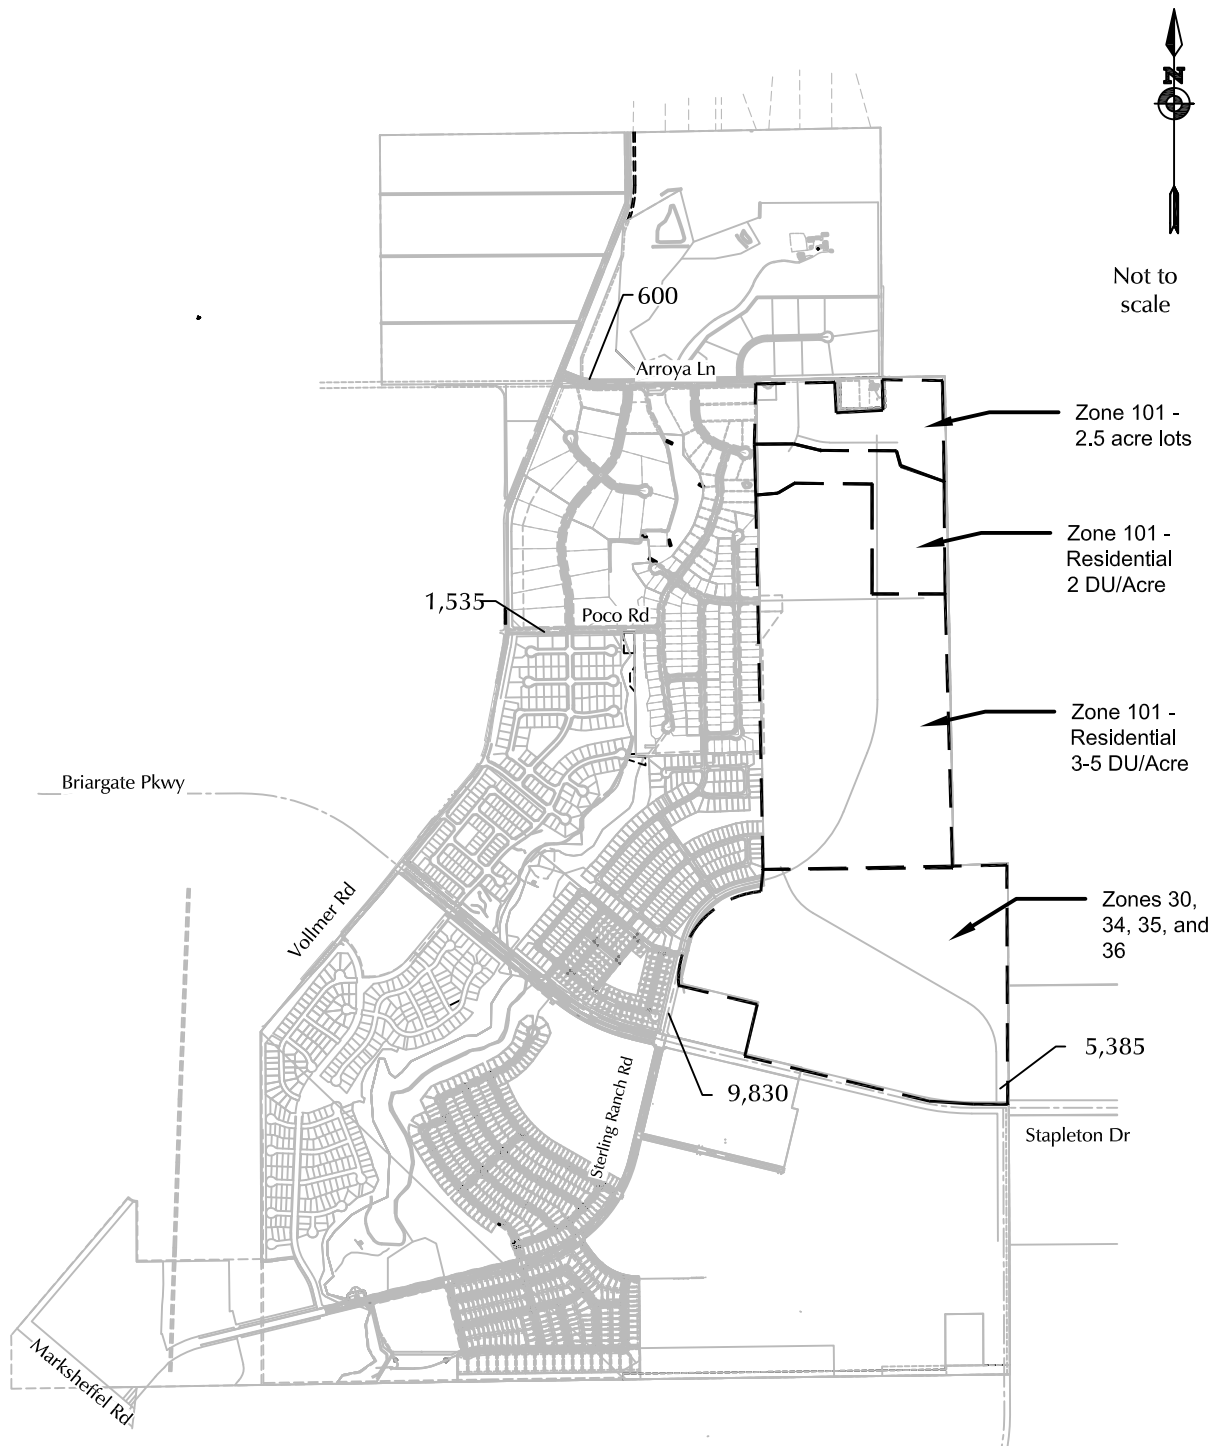 N
Not to
scale
600
Arroya Ln
Zone 101 -
2.5 acre lots
Zone 101 -
Residential
2 DU/Acre
1,535
Poco Rd
Zone 101 -
Residential
3-5 DU/Acre
Briargate Pkwy
Vollmer Rd
Zones 30,
34, 35, and
36
5,385
9,830
Sterling Ranch Rd
Stapleton Dr
Marksheffel Rd